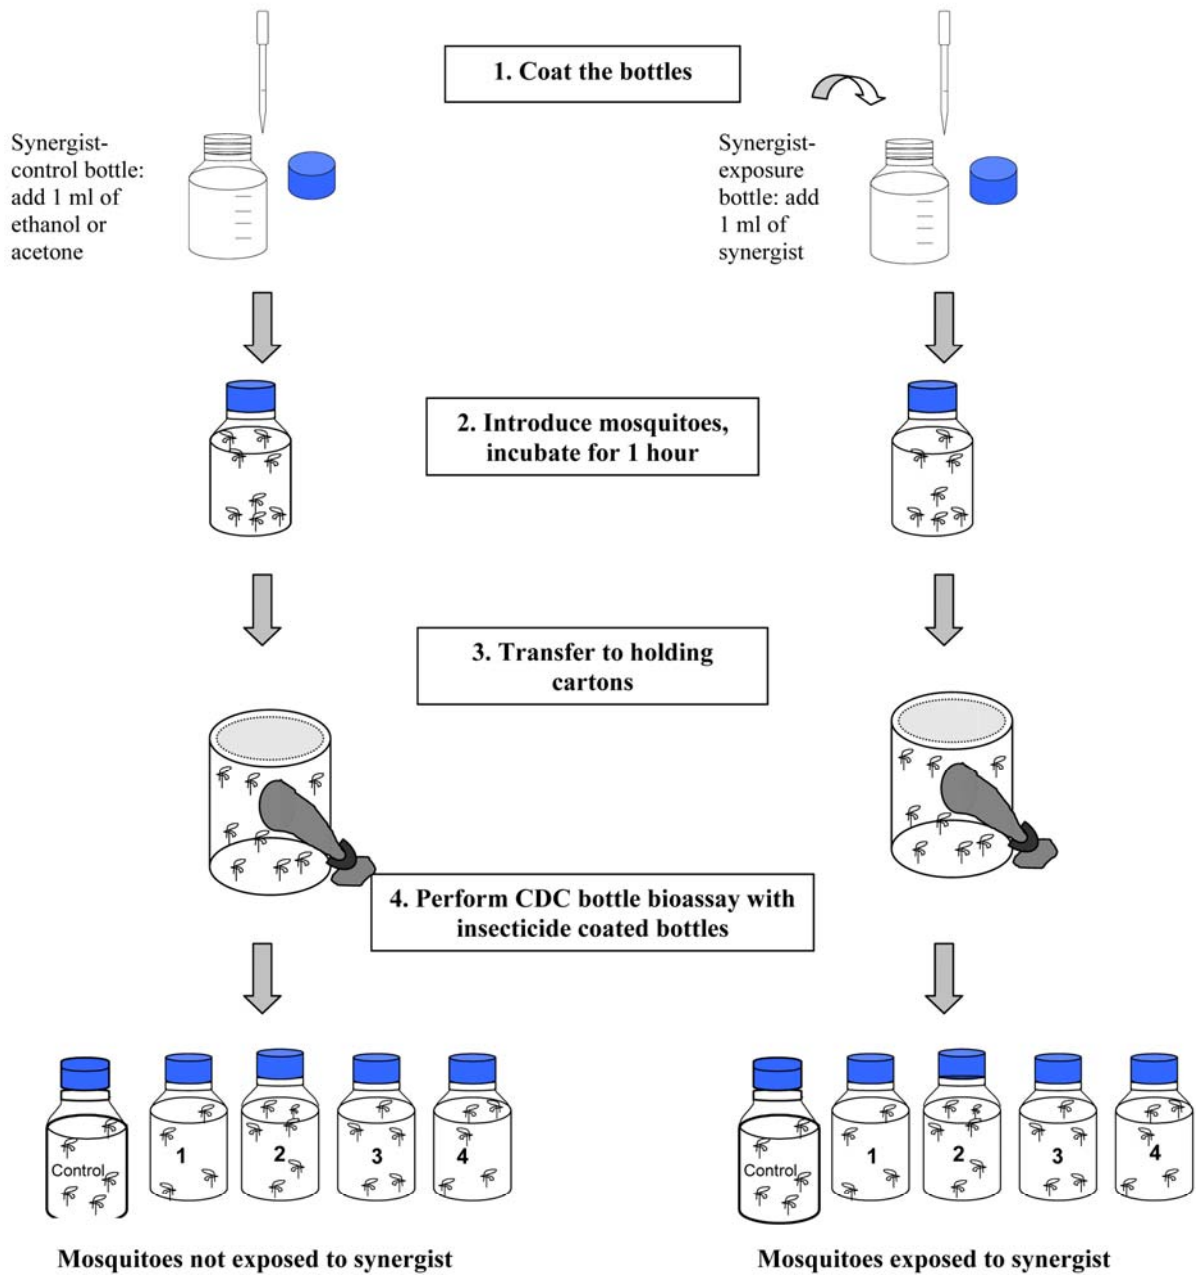 1. Coat the bottles
Synergist-
control bottle:
add 1 ml of
ethanol or
acetone
Synergist-
exposure
bottle: add
1 ml of
synergist
2. Introduce mosquitoes,
incubate for 1 hour
3. Transfer to holding
cartons
4. Perform CDC bottle bioassay with
insecticide coated bottles
Control
1
2
3
4
Control
1
2
3
4
Mosquitoes not exposed to synergist
Mosquitoes exposed to synergist